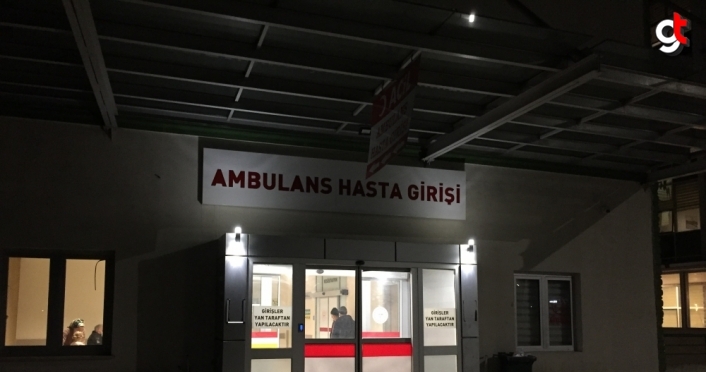 gt
ACİL
AMBULANS HASTA GİRİŞİ
GİRİŞLER
YAN TARAFTAN
YAPILACAKTIR
GİRİŞLER
YAN TARAFTAN
YAPILACAKTIR